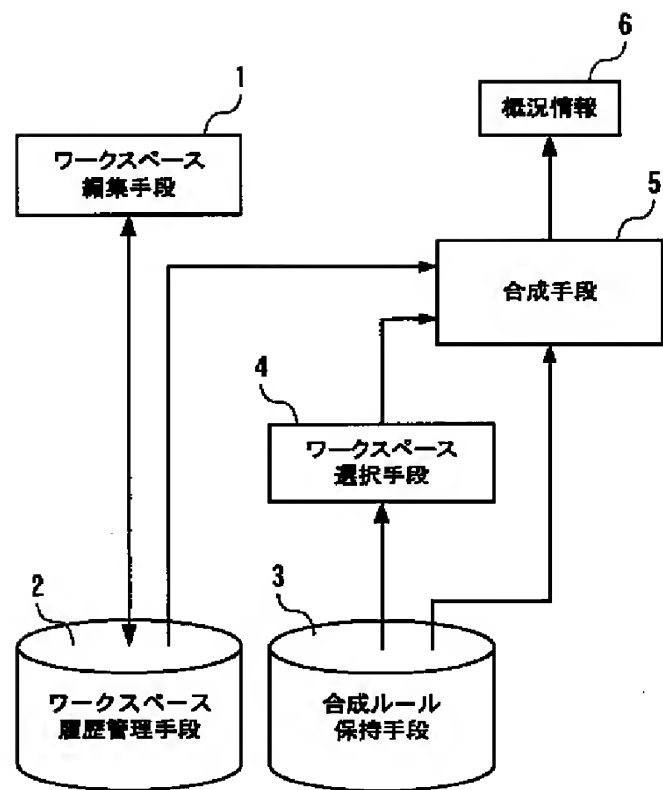 6
概況情報
1
ワークスペース
編集手段
5
合成手段
4
ワークスペース
選択手段
2
ワークスペース
履歴管理手段
3
合成ルール
保持手段